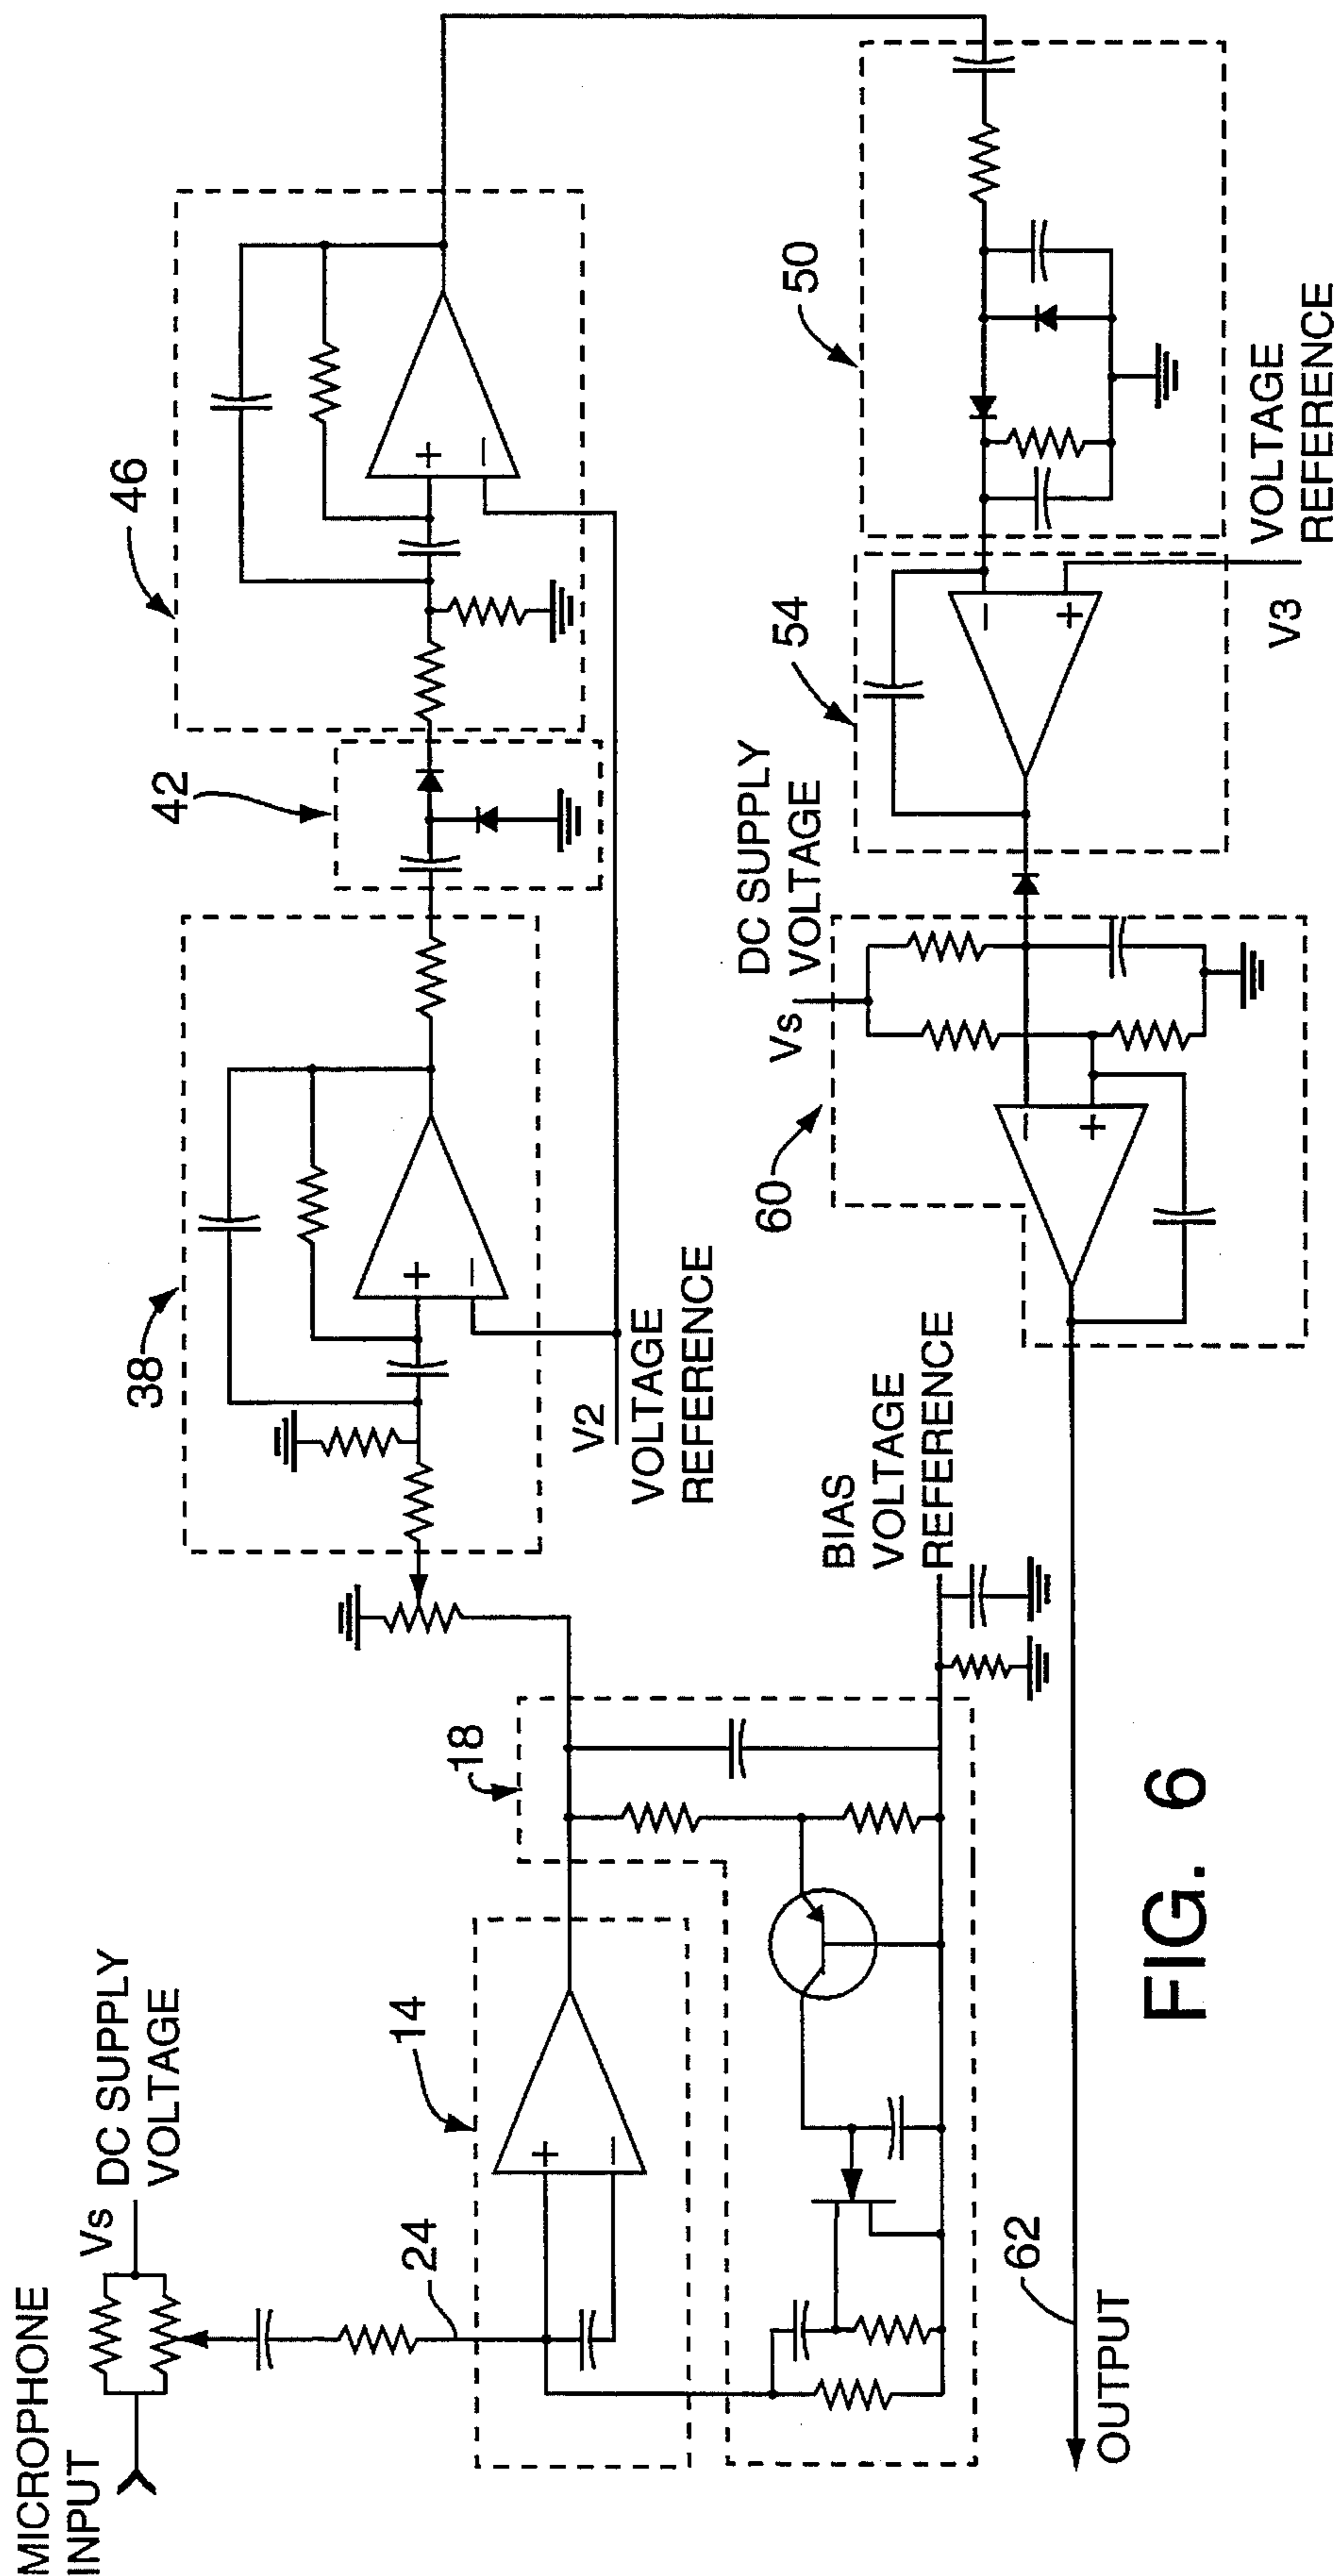 MICROPHONE
INPUT
Vs
DC SUPPLY
VOLTAGE
24
14
+
−
18
BIAS
VOLTAGE
REFERENCE
38
+
−
V2
VOLTAGE
REFERENCE
42
46
+
−
50
54
−
+
V3
VOLTAGE
REFERENCE
DC SUPPLY
VOLTAGE
Vs
60
−
+
62
OUTPUT
FIG. 6